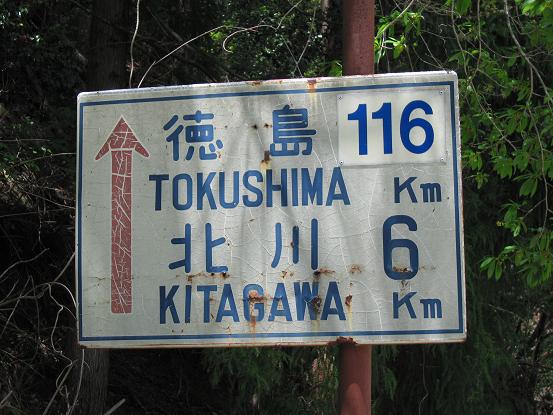 徳島 116
TOKUSHIMA Km
北川 6
KITAGAWA Km